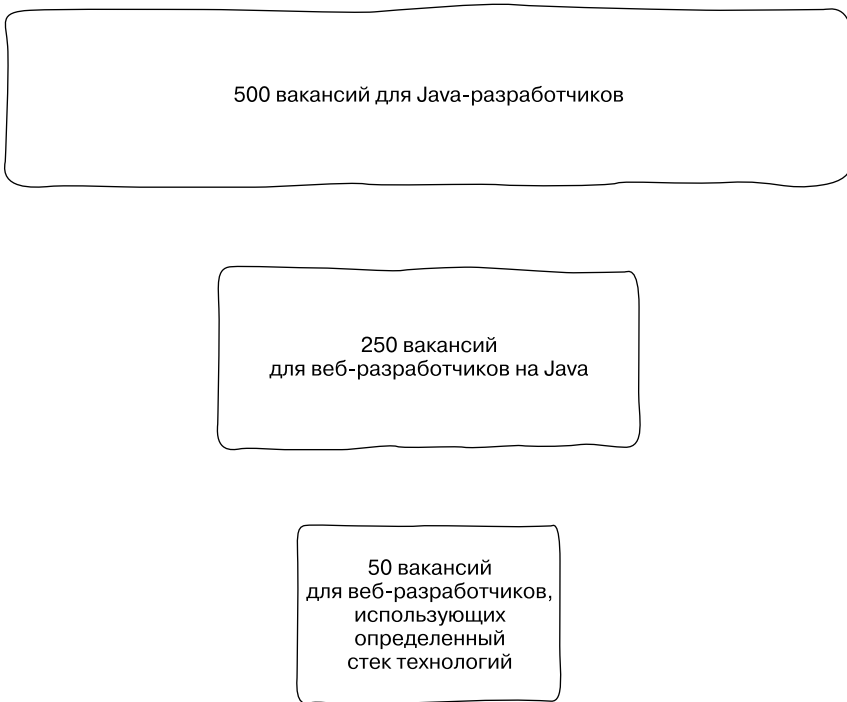 500 вакансий для Java-разработчиков
250 вакансий
для веб-разработчиков на Java
50 вакансий
для веб-разработчиков,
использующих
определенный
стек технологий